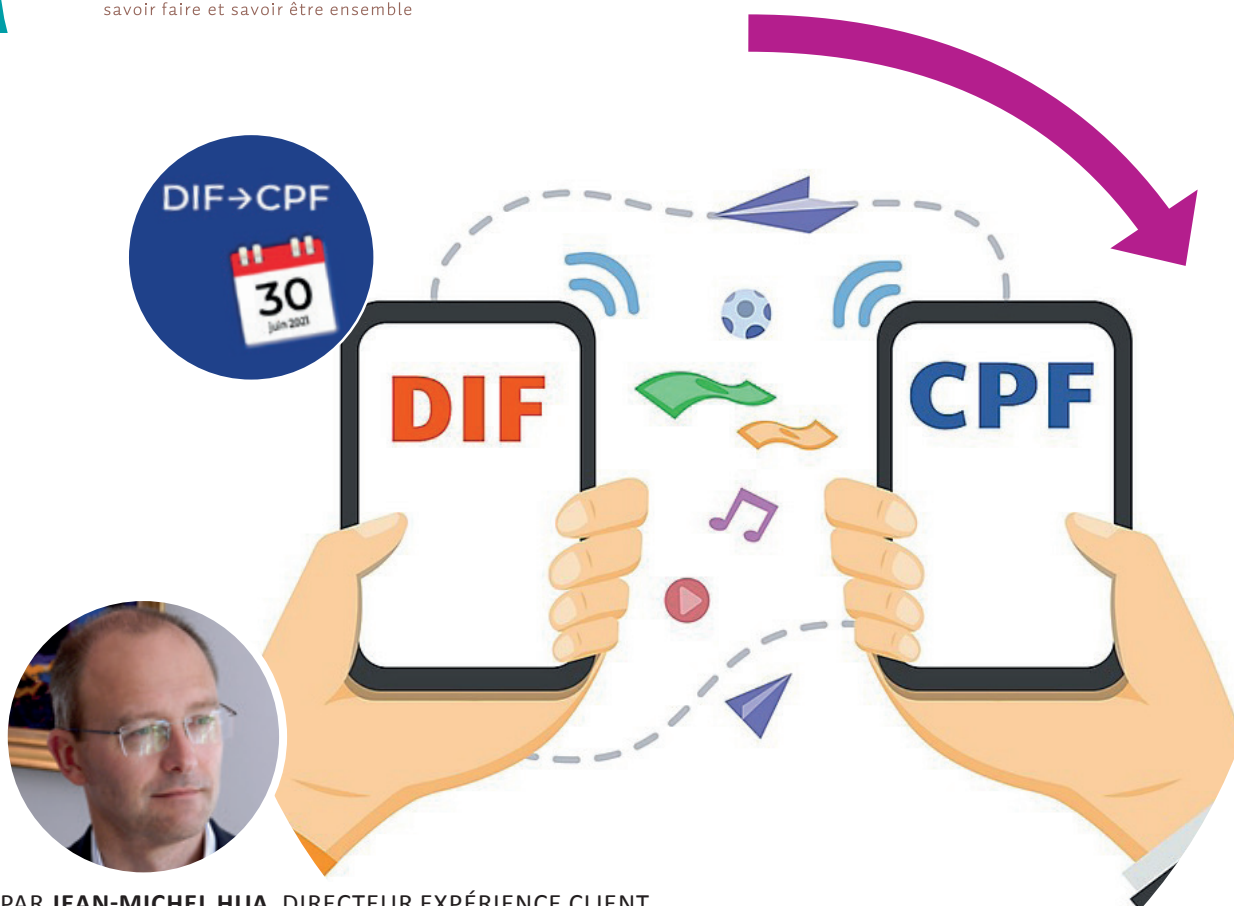 savoir faire et savoir être ensemble
DIF→CPF
30
juin 2021
DIF
CPF
PAR JEAN-MICHEL HUA, DIRECTEUR EXPÉRIENCE CLIENT